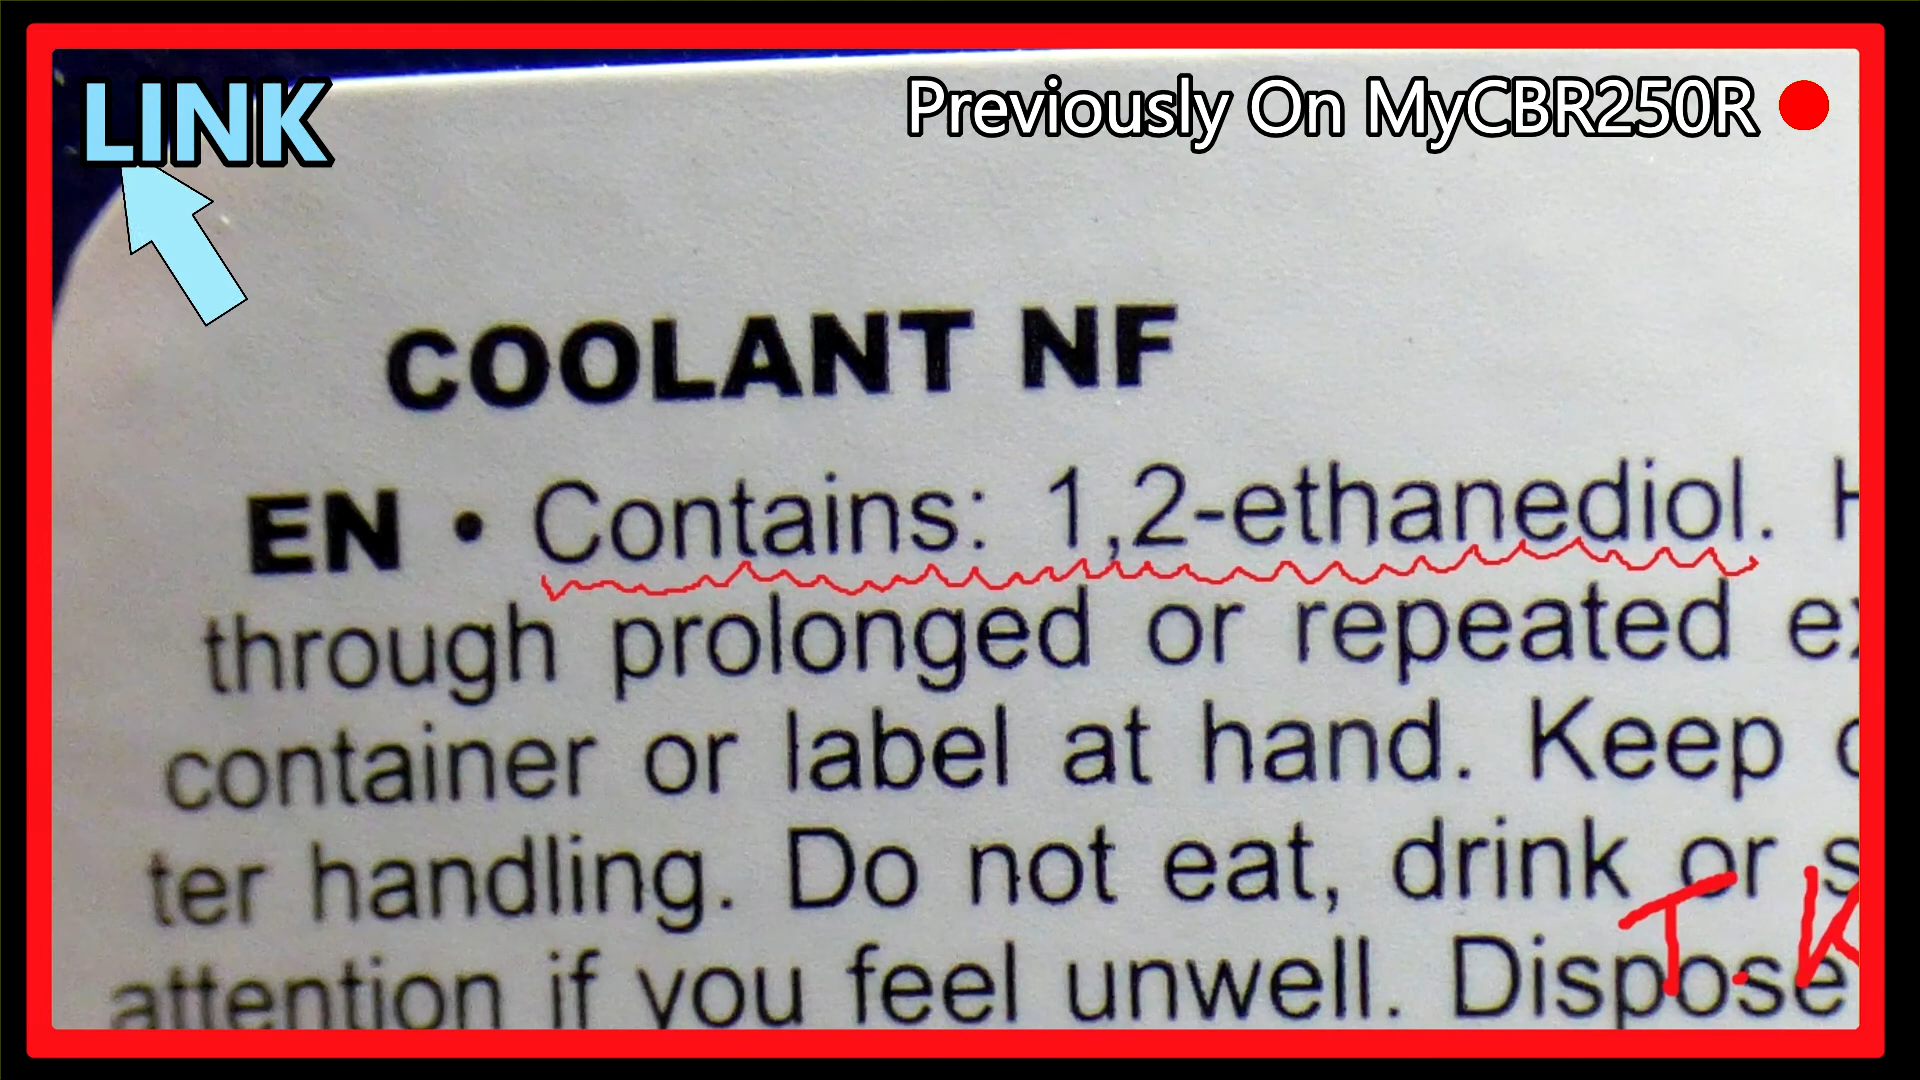 LINK
Previously On MyCBR250R
COOLANT NF
EN • Contains: 1,2-ethanediol.
through prolonged or repeated
container or label at hand. Keep
ter handling. Do not eat, drink or
attention if you feel unwell. Dispose
T. K